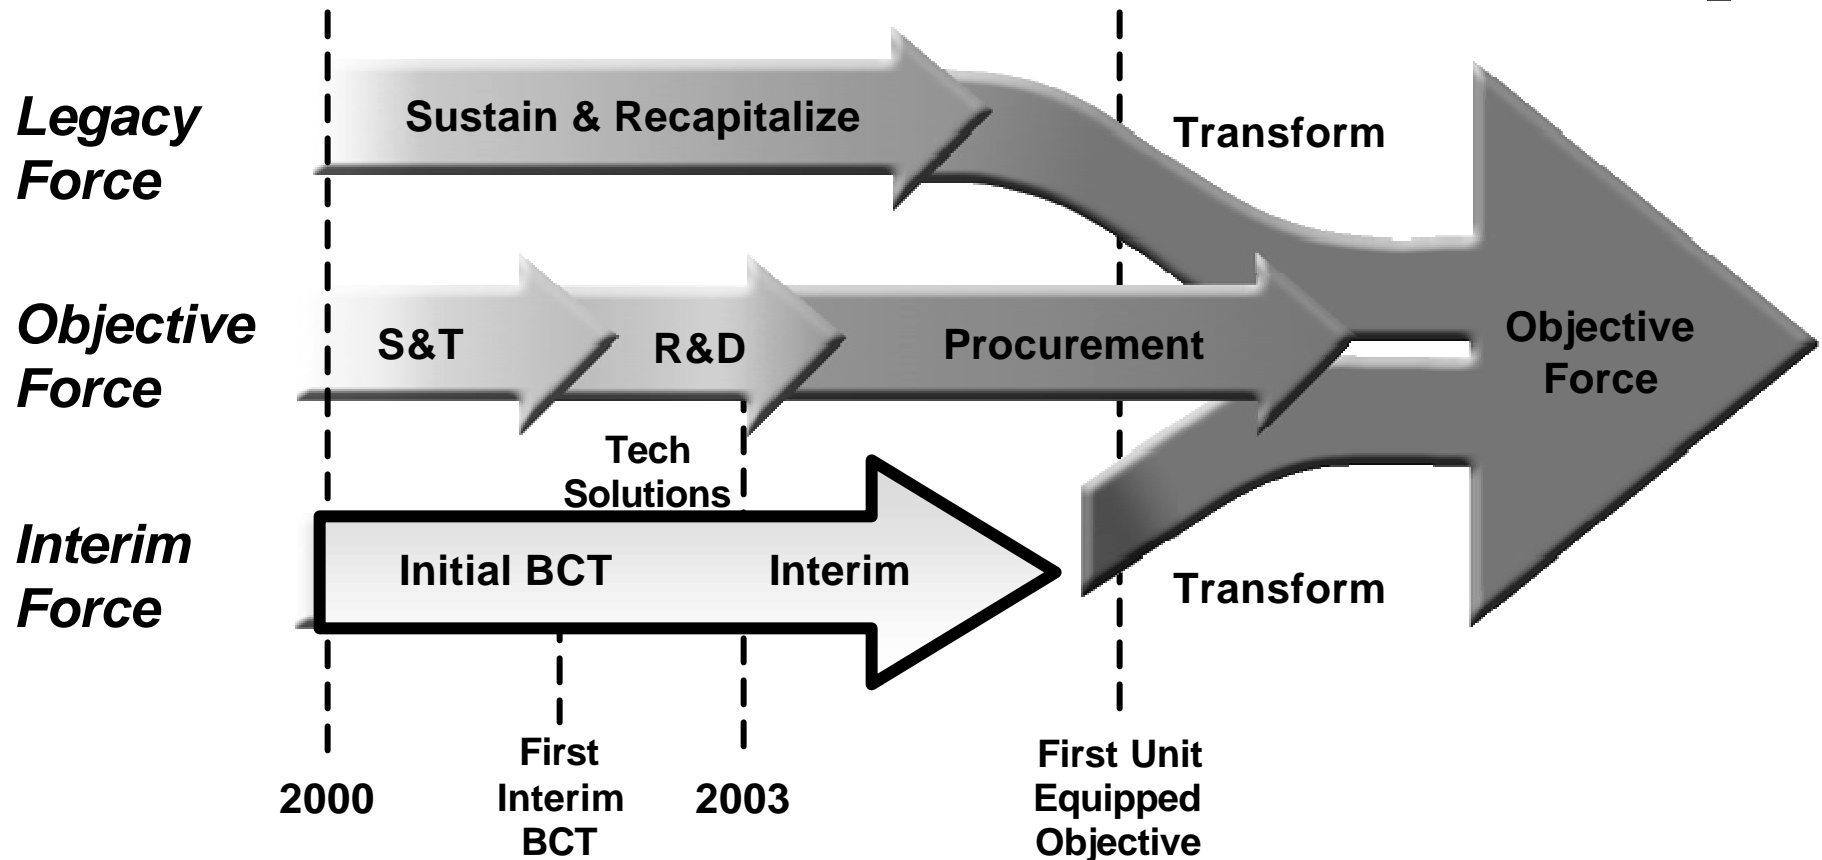 Legacy
Force
Sustain & Recapitalize
Transform
Objective
Force
S&T
R&D
Procurement
Objective
Force
Tech
Solutions
Interim
Force
Initial BCT
Interim
Transform
2000
First
Interim
BCT
2003
First Unit
Equipped
Objective